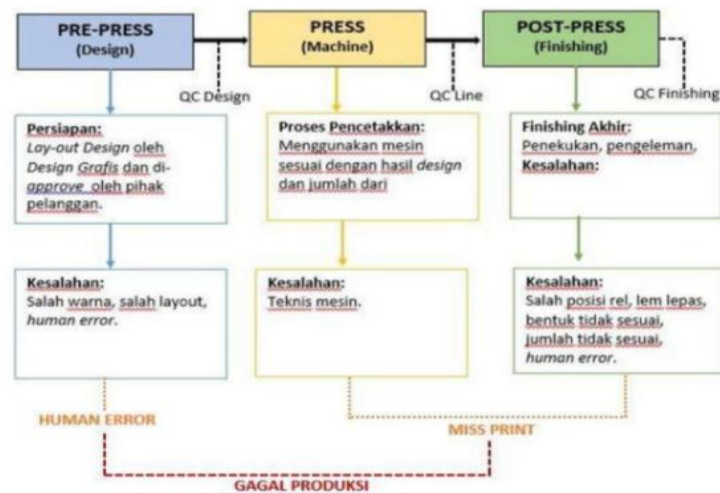 PRE-PRESS
(Design)
PRESS
(Machine)
POST-PRESS
(Finishing)
QC Design
QC Line
QC Finishing
Persiapan:
Lay-out Design oleh
Design Grafis dan di-
approve oleh pihak
pelanggan.
Proses Pencetakkan:
Menggunakan mesin
sesuai dengan hasil design
dan jumlah dari
Finishing Akhir:
Penekukan, pengeleman,
Kesalahan:
Kesalahan:
Salah warna, salah layout,
human error.
Kesalahan:
Teknis mesin.
Kesalahan:
Salah posisi rel, lem lepas,
bentuk tidak sesuai,
jumlah tidak sesuai,
human error.
HUMAN ERROR
MISS PRINT
GAGAL PRODUKSI